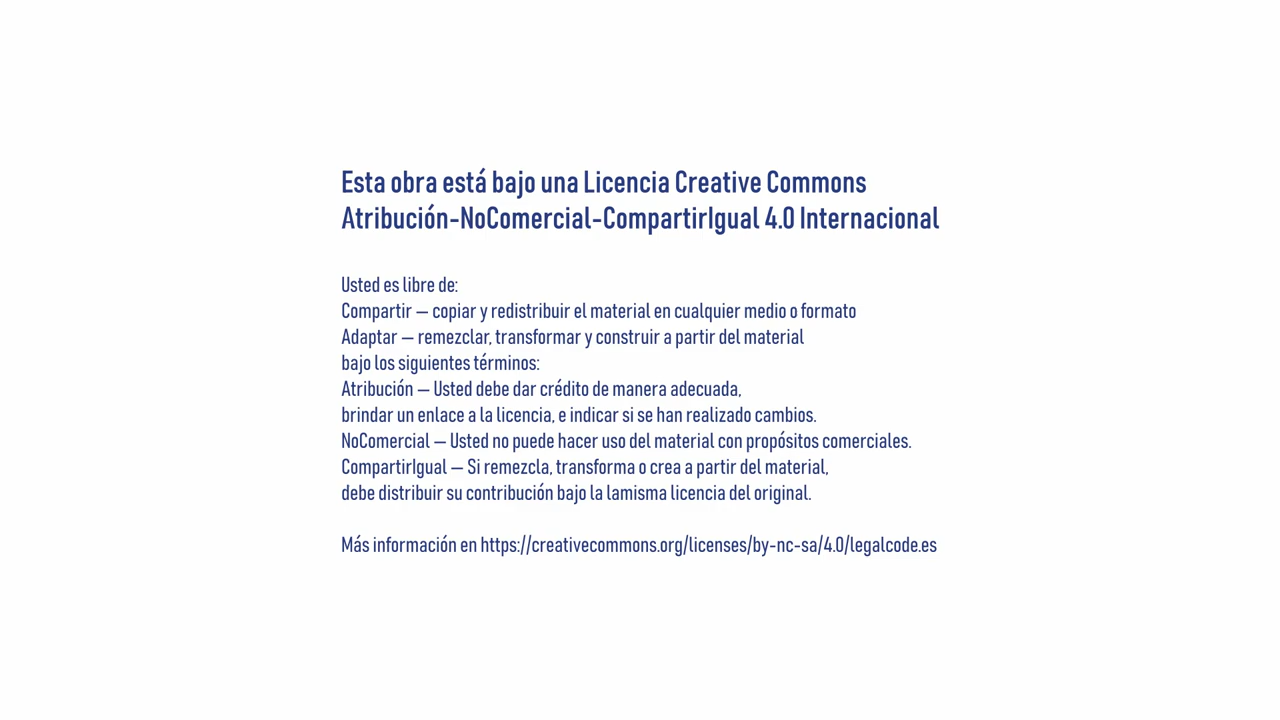 Esta obra está bajo una Licencia Creative Commons
Atribución-NoComercial-CompartirIgual 4.0 Internacional
Usted es libre de:
Compartir — copiar y redistribuir el material en cualquier medio o formato
Adaptar — remezclar, transformar y construir a partir del material
bajo los siguientes términos:
Atribución — Usted debe dar crédito de manera adecuada,
brindar un enlace a la licencia, e indicar si se han realizado cambios.
NoComercial — Usted no puede hacer uso del material con propósitos comerciales.
CompartirIgual — Si remezcla, transforma o crea a partir del material,
debe distribuir su contribución bajo la lamisma licencia del original.
Más información en https://creativecommons.org/licenses/by-nc-sa/4.0/legalcode.es